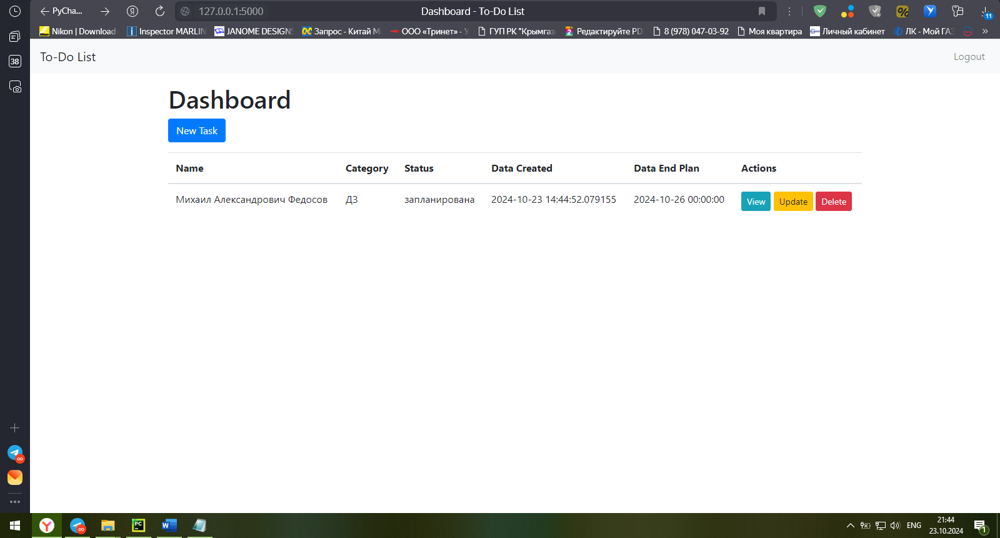 PyCha...
127.0.0.1:5000
Dashboard - To-Do List
11
Nikon | Download
Inspector MARLIN
JANOME DESIGNS
Запрос - Китай М
ООО «Тринет» - У
ГУП РК "Крымгаз
Редактируйте PD
8 (978) 047-03-92
Моя квартира
Личный кабинет
ЛК - Мой ГАЗ
»
38
To-Do List
Logout
Dashboard
New Task
Name Category Status Data Created Data End Plan Actions
Михаил Александрович Федосов ДЗ запланирована 2024-10-23 14:44:52.079155 2024-10-26 00:00:00 View Update Delete
ENG
21:44
23.10.2024
1